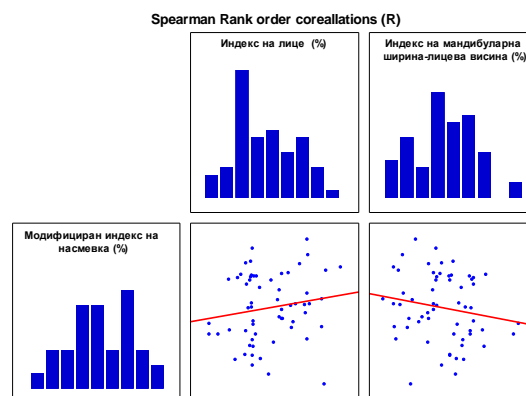 Spearman Rank order coreallations (R)
Индекс на лице (%)
Индекс на мандибуларна
ширина-лицева висина (%)
Модифициран индекс на
насмевка (%)